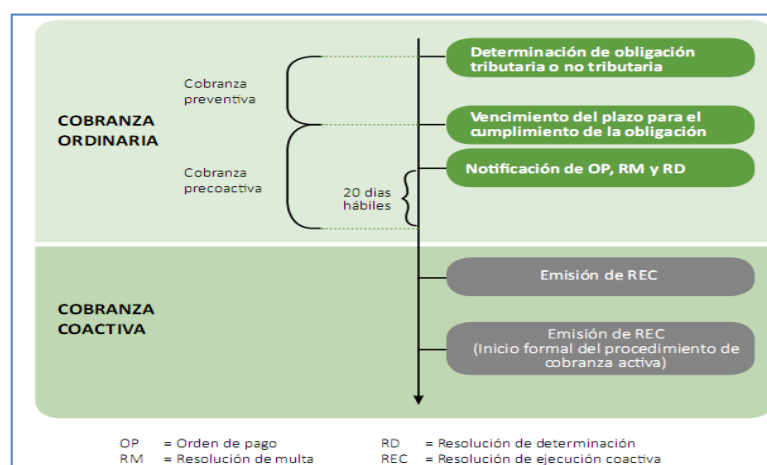 Determinación de obligación
tributaria o no tributaria
Cobranza
preventiva
COBRANZA
ORDINARIA
Vencimiento del plazo para el
cumplimiento de la obligación
Cobranza
precoactiva
Notificación de OP, RM y RD
20 dias
hábiles
COBRANZA
COACTIVA
Emisión de REC
Emisión de REC
(Inicio formal del procedimiento de
cobranza activa)
OP = Orden de pago
RM = Resolución de multa
RD = Resolución de determinación
REC = Resolución de ejecución coactiva